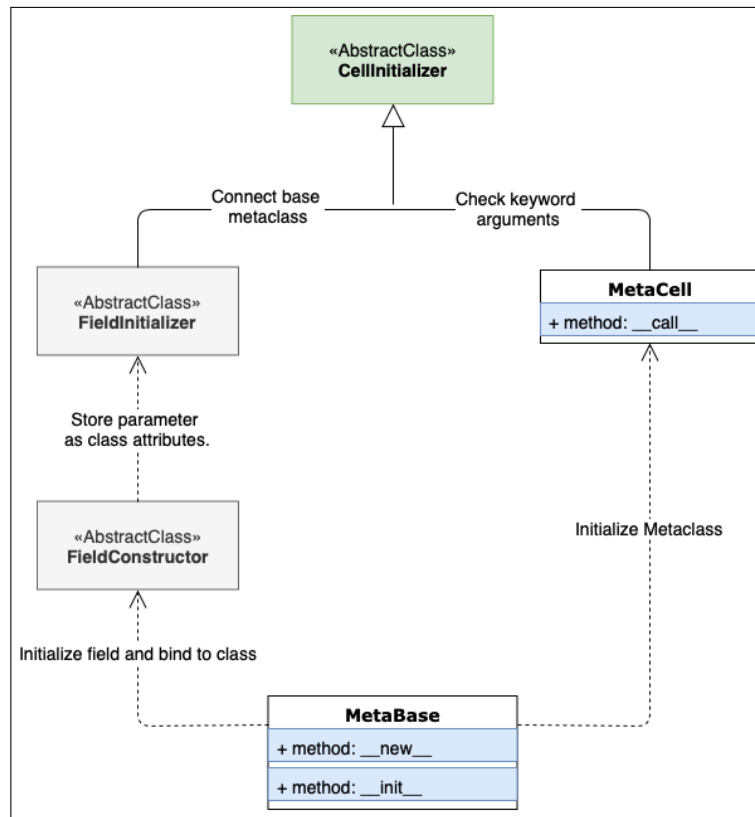 «AbstractClass»
CellInitializer
Connect base
metaclass
Check keyword
arguments
«AbstractClass»
FieldInitializer
MetaCell
+ method: __call__
Store parameter
as class attributes.
«AbstractClass»
FieldConstructor
Initialize Metaclass
Initialize field and bind to class
MetaBase
+ method: __new__
+ method: __init__